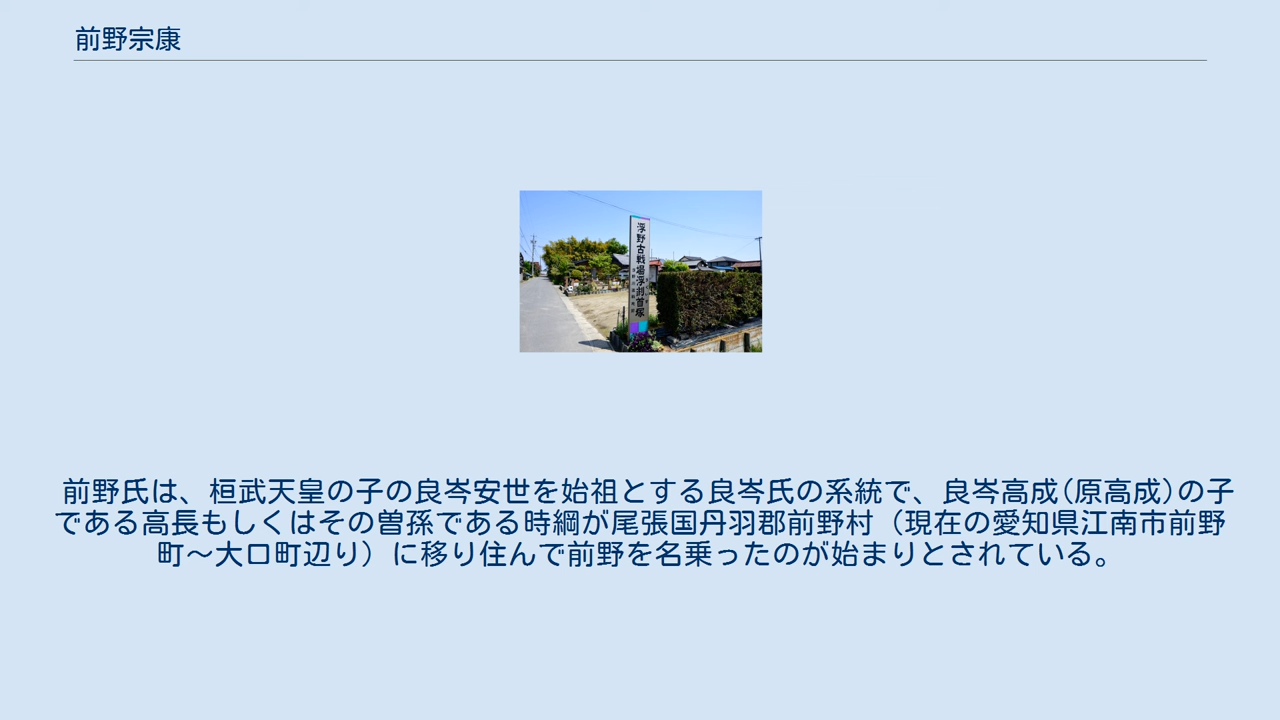 前野宗康
浮野古戦場浮剃首塚
前野氏は、桓武天皇の子の良岑安世を始祖とする良岑氏の系統で、良岑高成(原高成)の子
である高長もしくはその曽孫である時綱が尾張国丹羽郡前野村（現在の愛知県江南市前野
町～大口町辺り）に移り住んで前野を名乗ったのが始まりとされている。